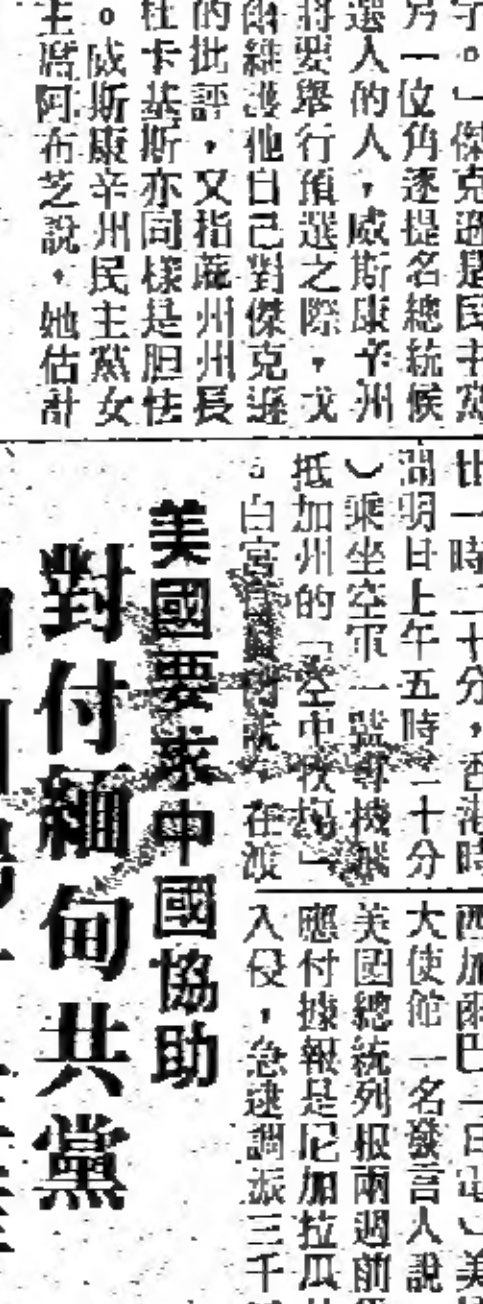 字。」傑克遜是民主黨
另一位角逐提名總統候
選人的人，威斯康辛州
將要舉行預選之際，戈
爾維護他自己對傑克遜
的批評，又指蔴州州長
杜卡基斯亦同樣是胆怯
。威斯康辛州民主黨女
主席阿布芝說，她估計
一時二十分，香港時
間明日上午五時二十分
）乘坐空軍一號專機飛
抵加州的「空中牧場」
。白宮 在渡
西加爾巴一日電）美
大使館一名發言人說
美國總統列根兩週前
應付據報是尼加拉瓜
入侵，急速調派三千
美國要求中國協助
對付緬甸共黨